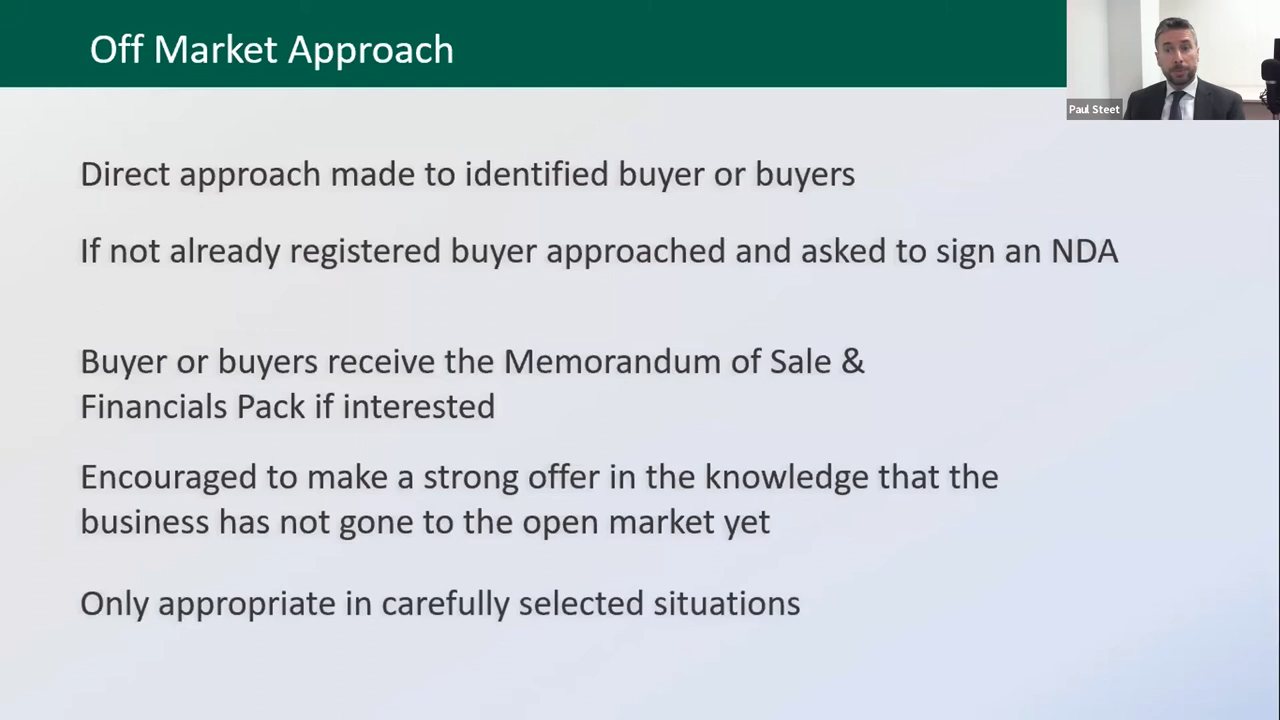 Off Market Approach
Paul Steet
Direct approach made to identified buyer or buyers
If not already registered buyer approached and asked to sign an NDA
Buyer or buyers receive the Memorandum of Sale &
Financials Pack if interested
Encouraged to make a strong offer in the knowledge that the
business has not gone to the open market yet
Only appropriate in carefully selected situations